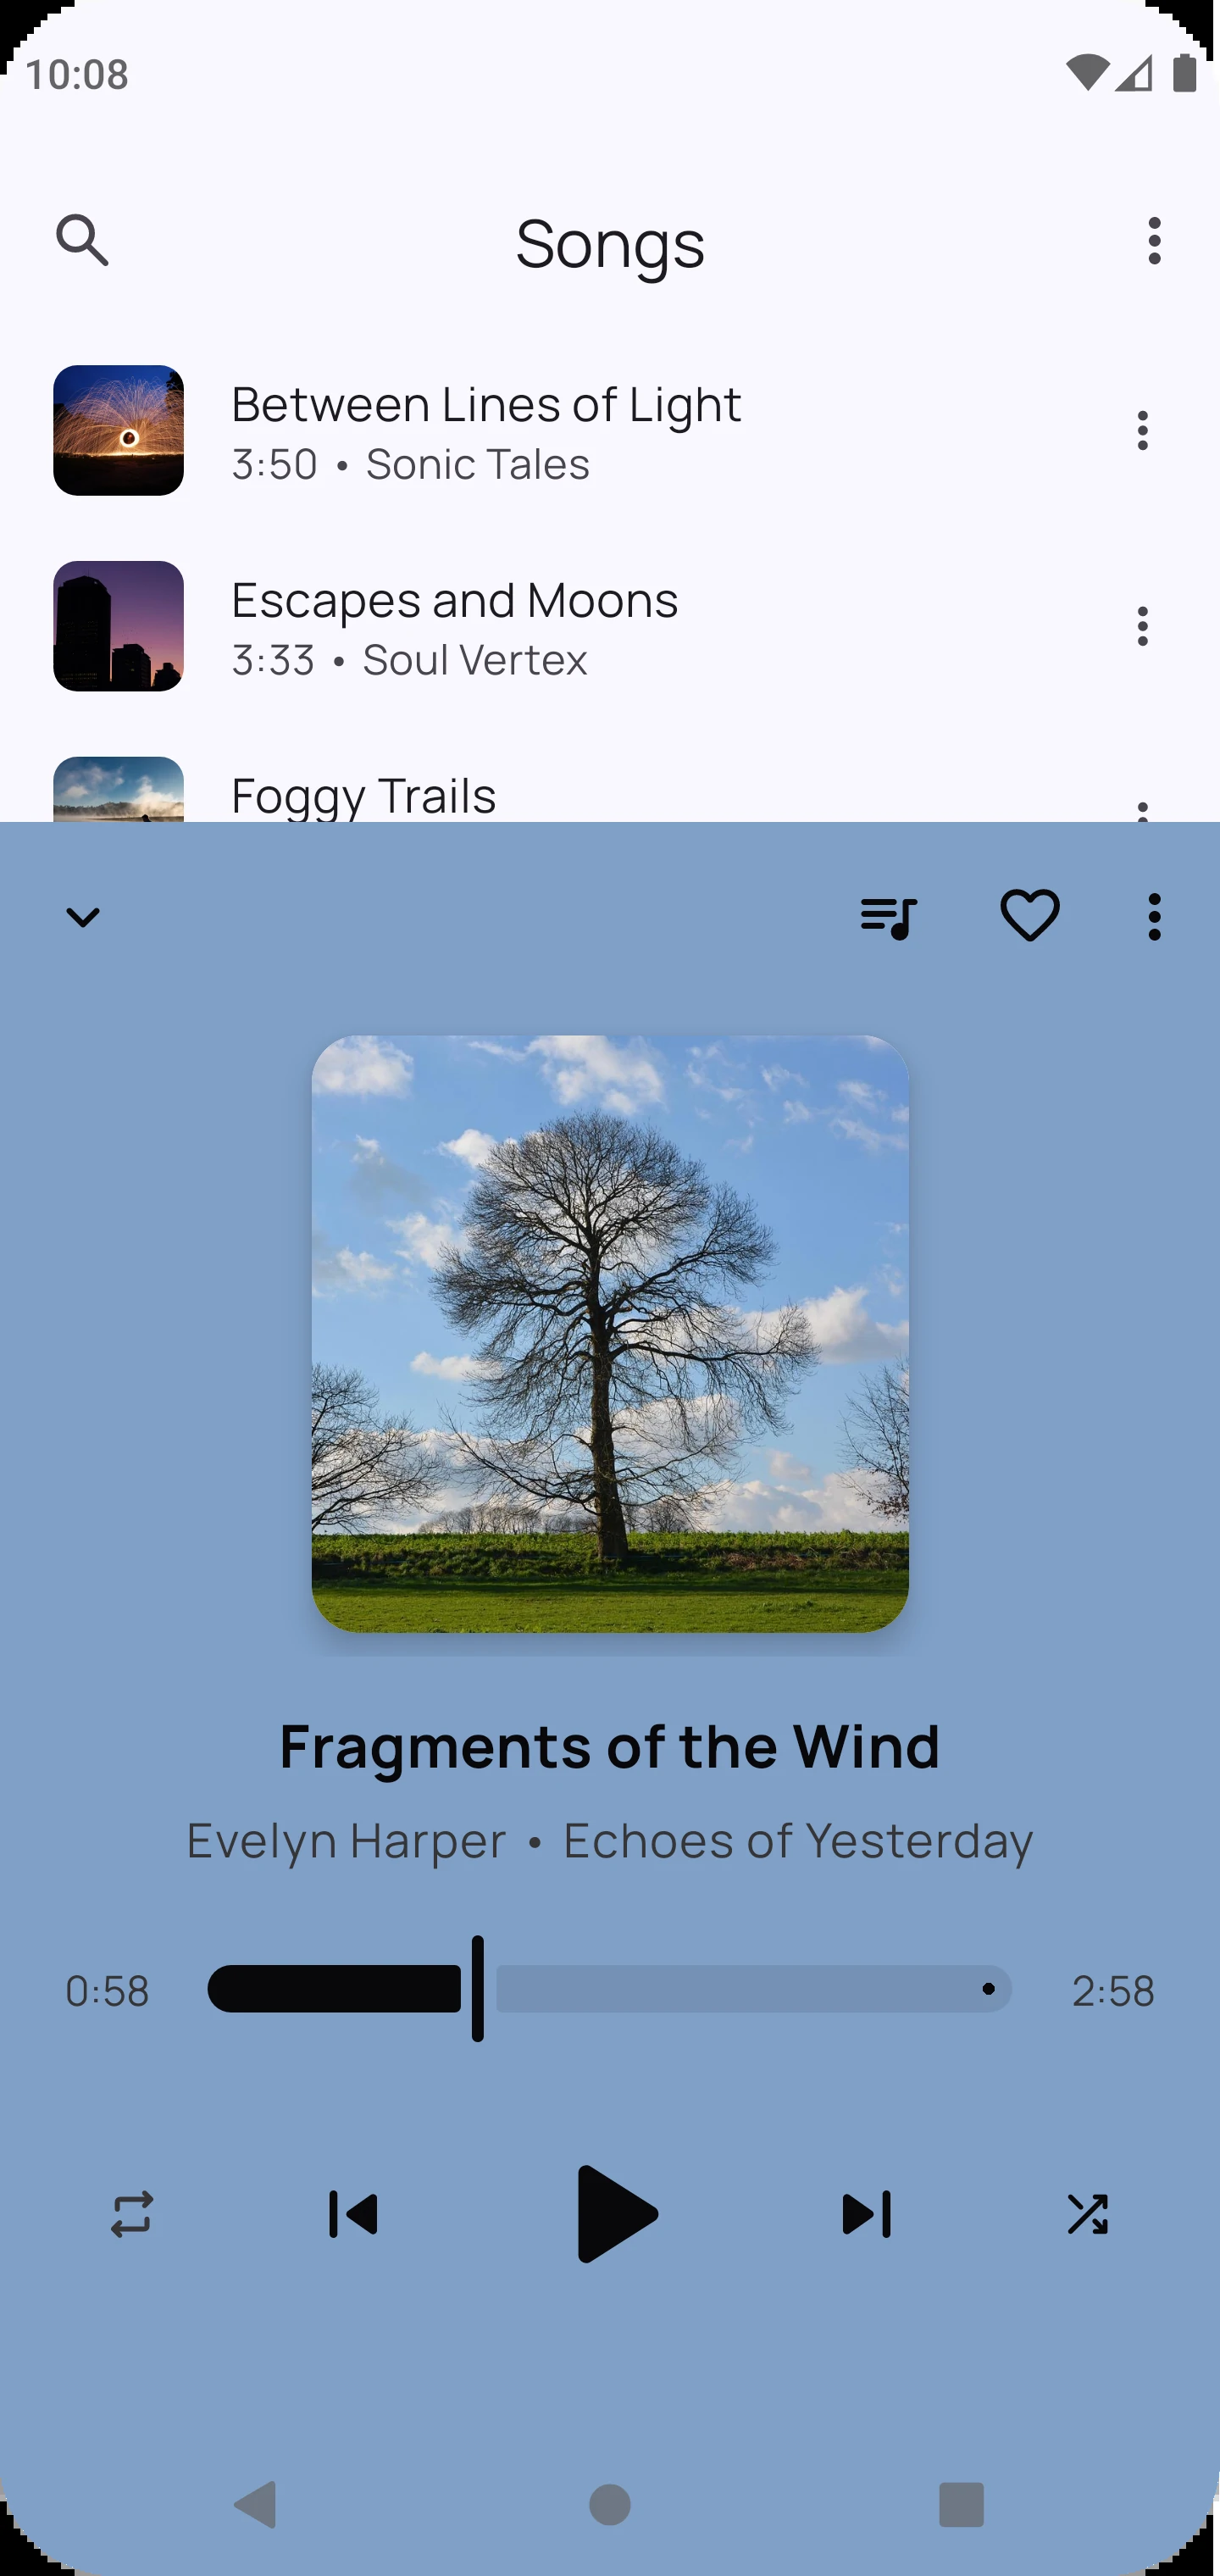 10:08
Songs
Between Lines of Light
3:50 • Sonic Tales
Escapes and Moons
3:33 • Soul Vertex
Foggy Trails
Fragments of the Wind
Evelyn Harper • Echoes of Yesterday
0:58
2:58